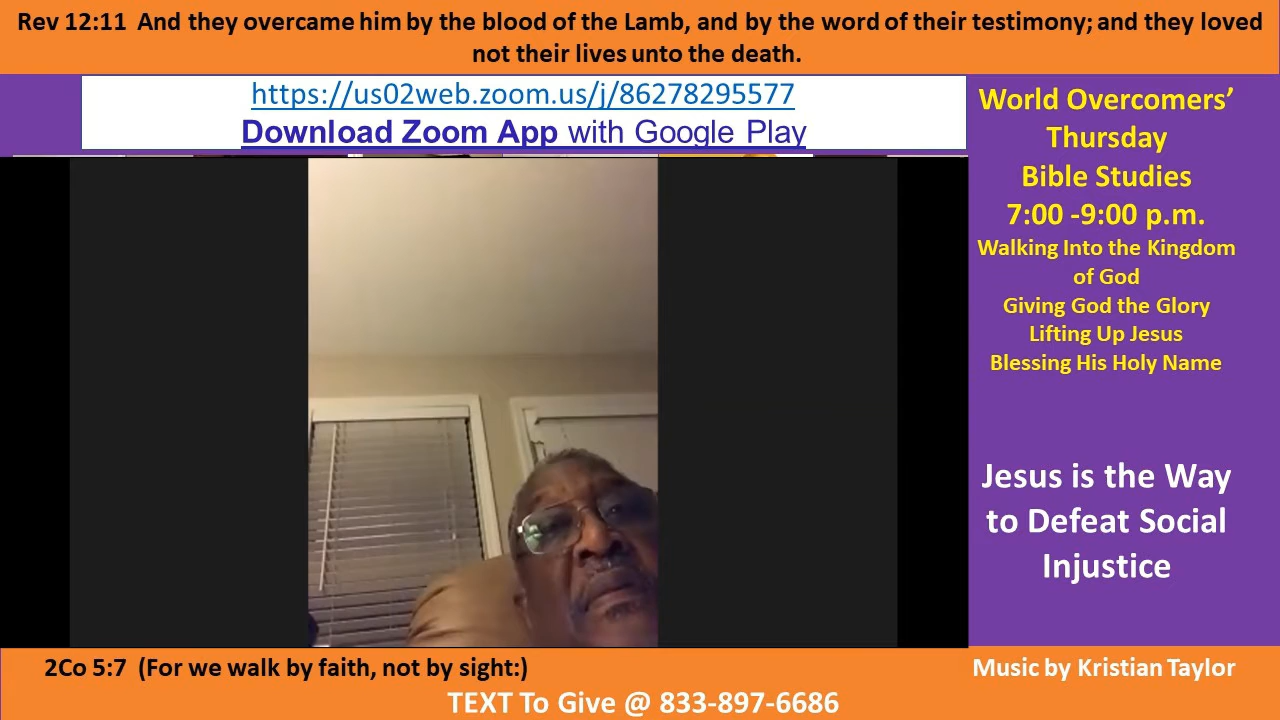 Rev 12:11  And they overcame him by the blood of the Lamb, and by the word of their testimony; and they loved
not their lives unto the death.
https://us02web.zoom.us/j/86278295577
Download Zoom App with Google Play
World Overcomers’
Thursday
Bible Studies
7:00 -9:00 p.m.
Walking Into the Kingdom
of God
Giving God the Glory
Lifting Up Jesus
Blessing His Holy Name
Jesus is the Way
to Defeat Social
Injustice
2Co 5:7  (For we walk by faith, not by sight:)
Music by Kristian Taylor
TEXT To Give @ 833-897-6686